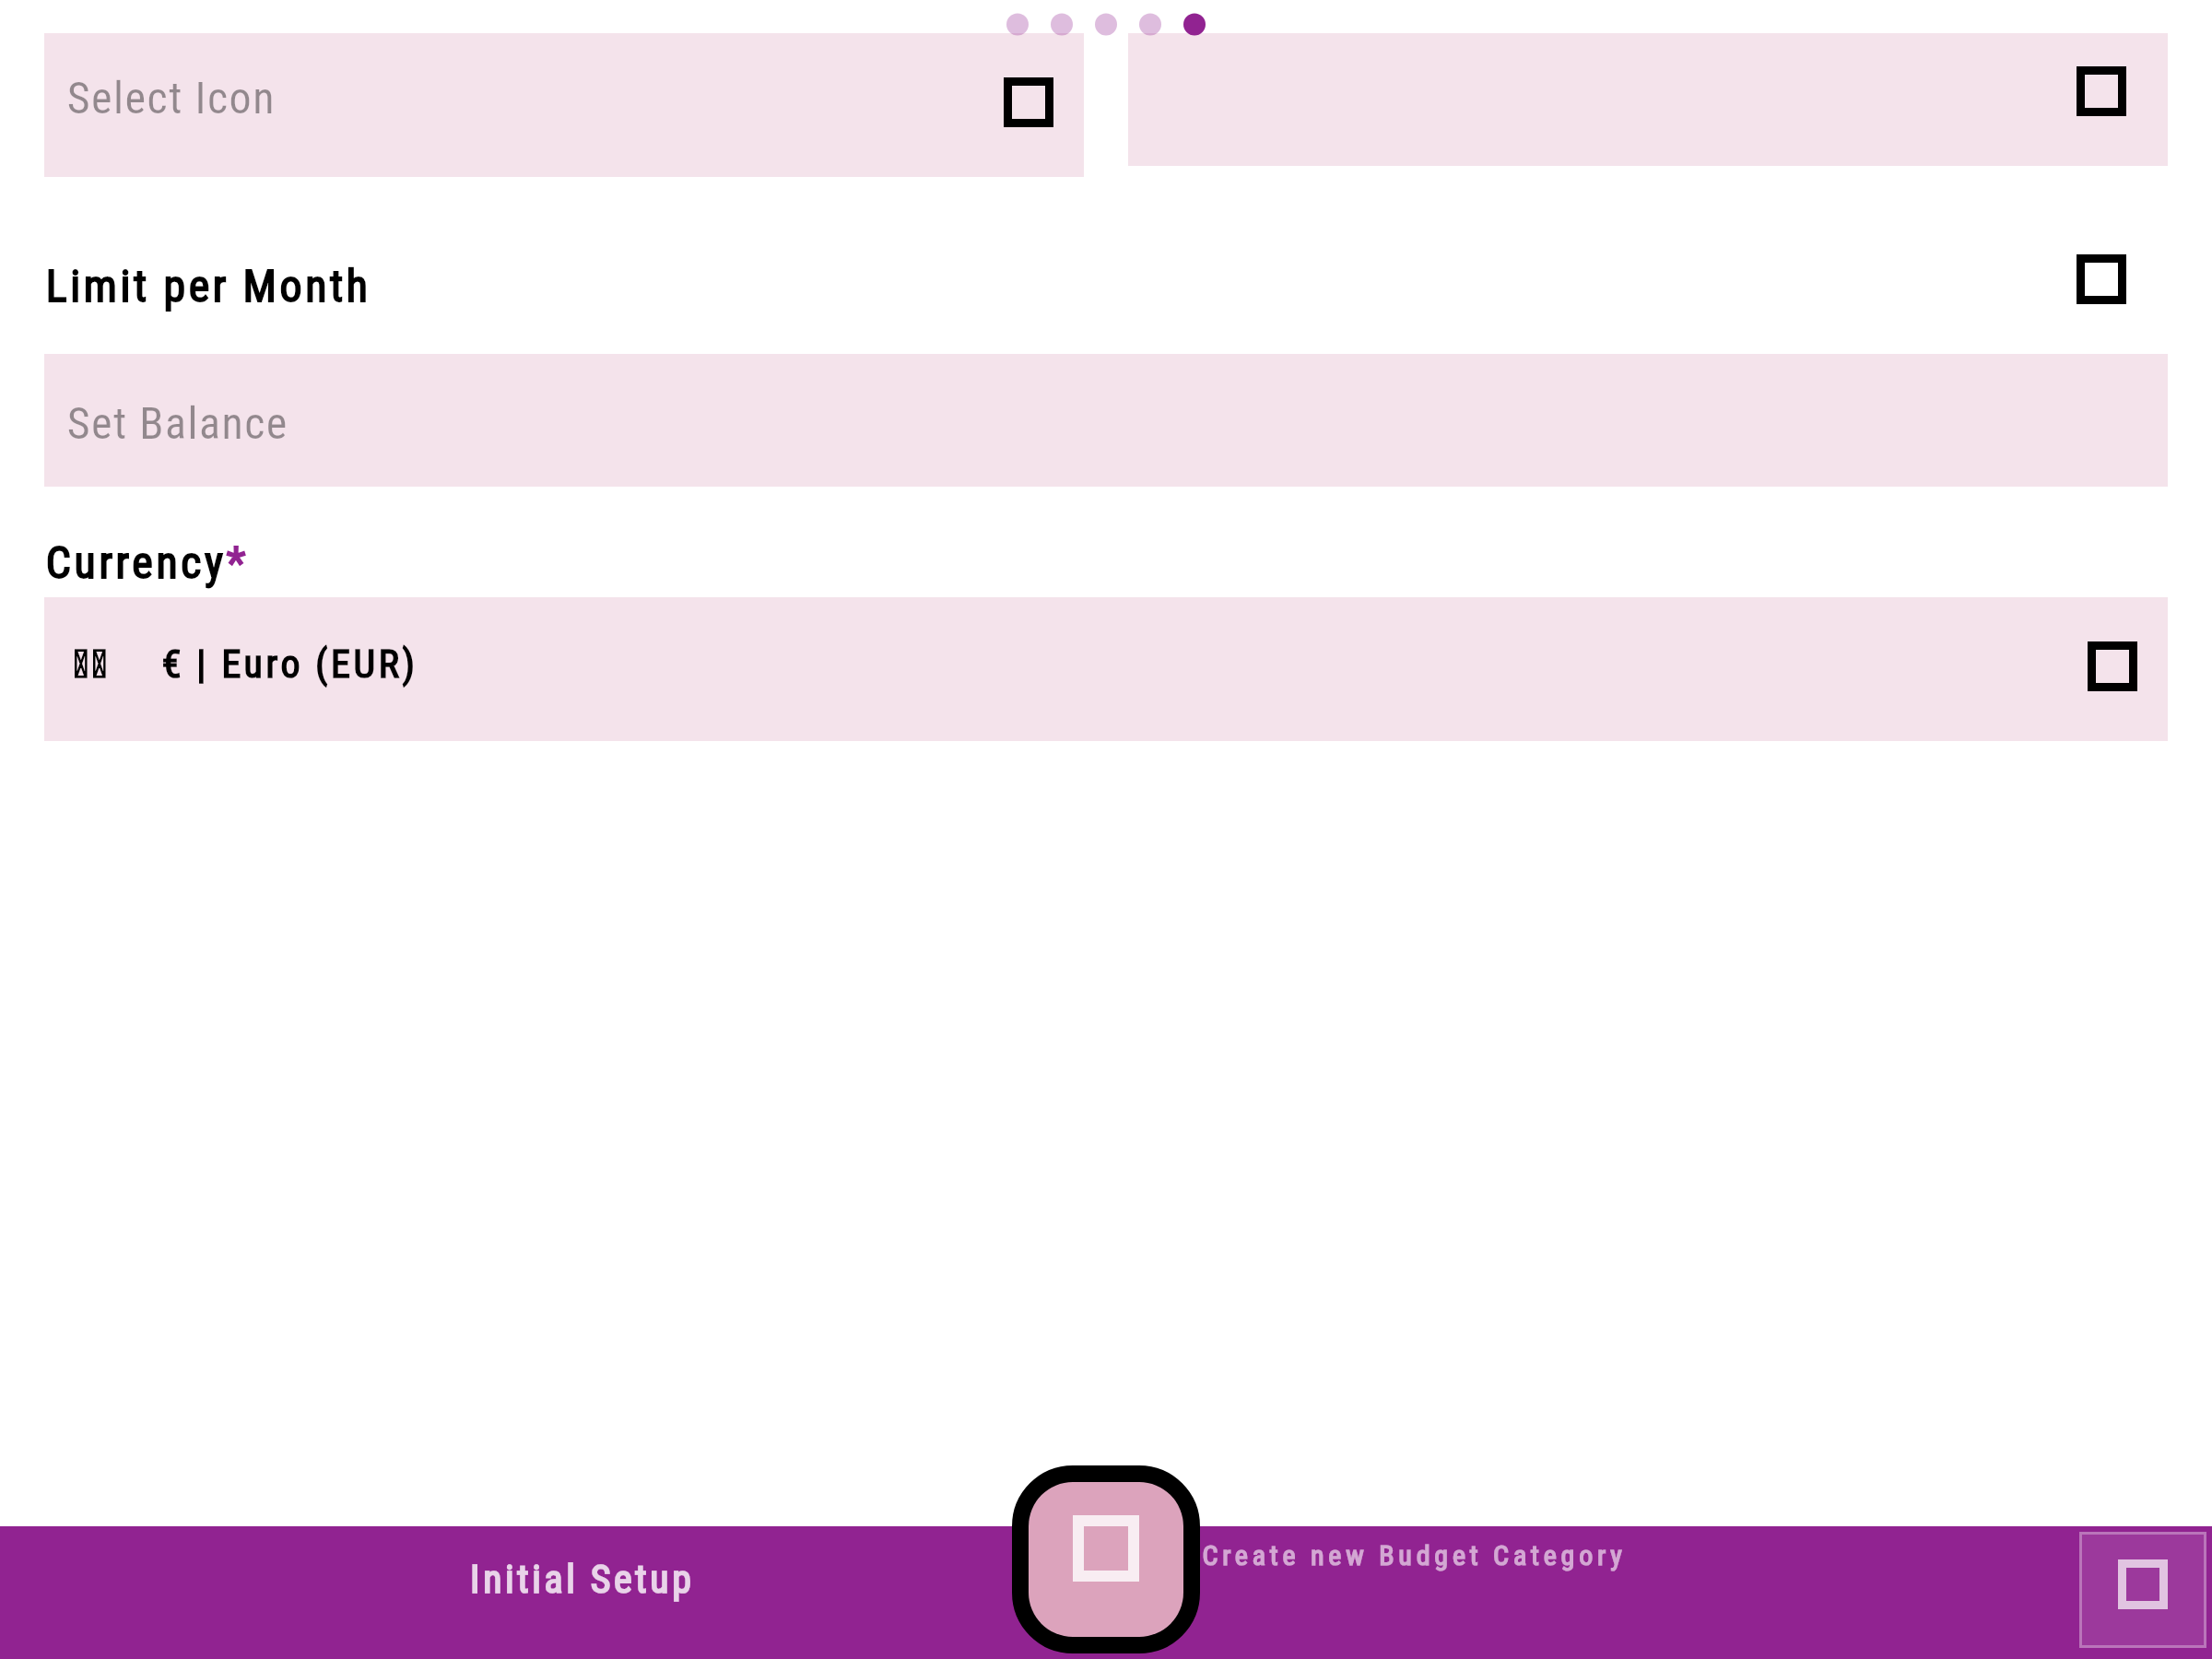 Select Icon
Limit per Month
Set Balance
Currency*
€ | Euro (EUR)
Initial Setup
Create new Budget Category